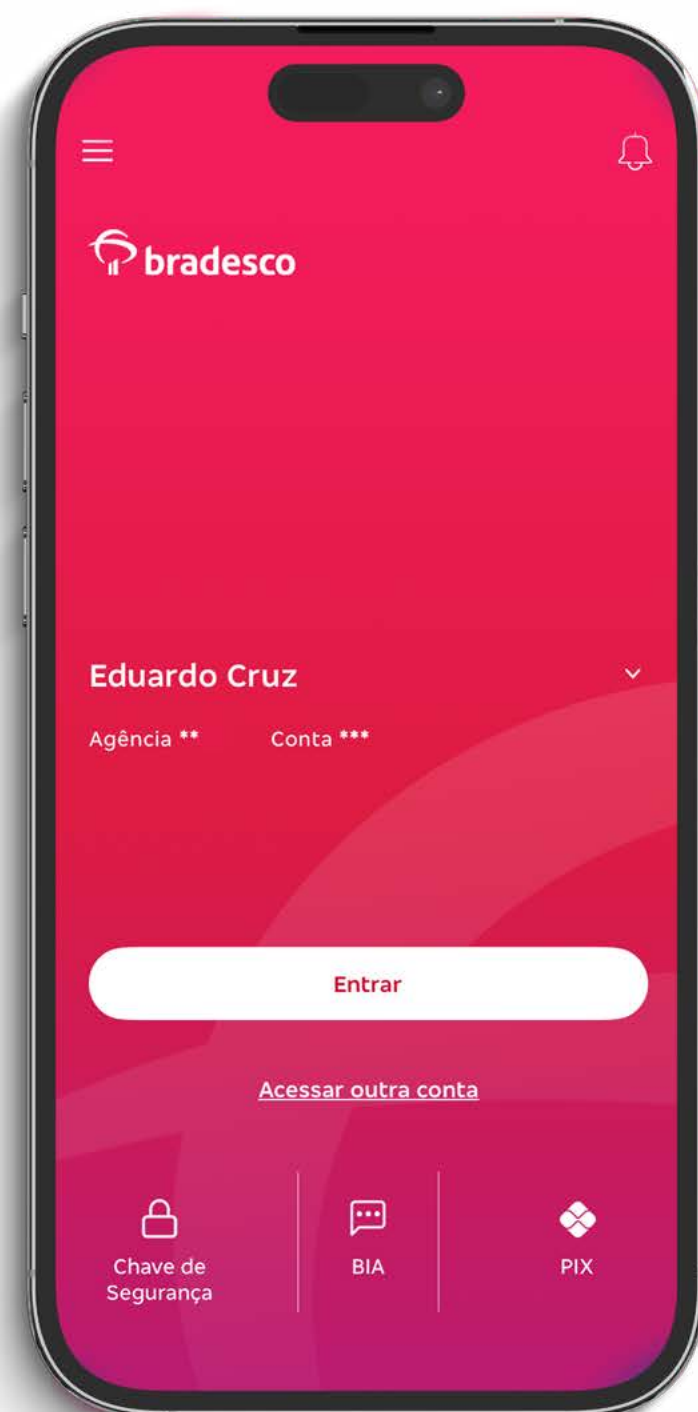 bradesco
Eduardo Cruz
Agência ** Conta ***
Entrar
Acessar outra conta
Chave de
Segurança
BIA
PIX